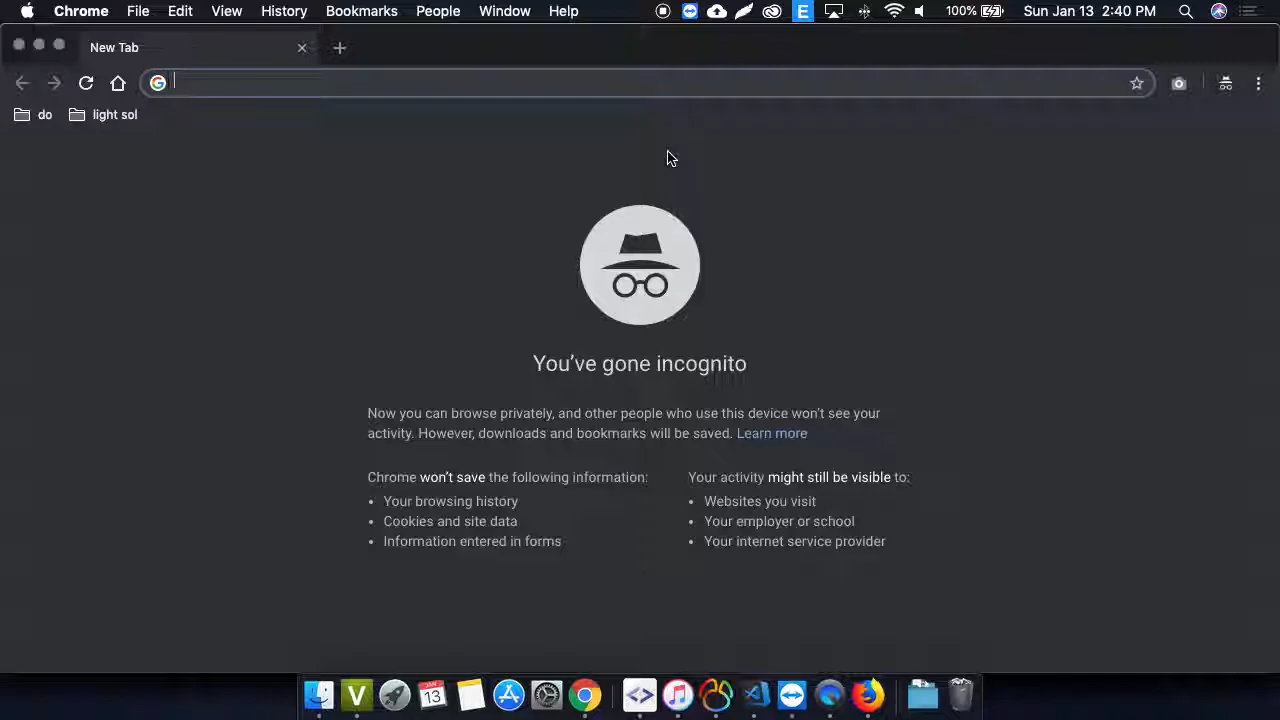 Chrome File Edit View History Bookmarks People Window Help E 100% Sun Jan 13 2:40 PM
New Tab
G
do light sol
You've gone incognito
Now you can browse privately, and other people who use this device won't see your
activity. However, downloads and bookmarks will be saved. Learn more
Chrome won't save the following information:
• Your browsing history
• Cookies and site data
• Information entered in forms
Your activity might still be visible to:
• Websites you visit
• Your employer or school
• Your internet service provider
V JAN 13